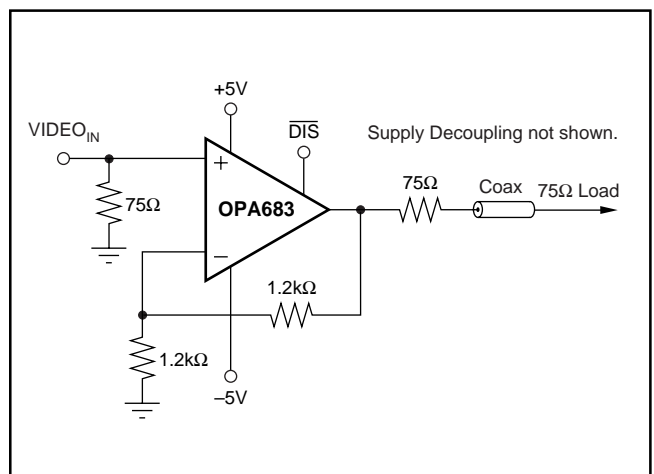 +5V
VIDEO_IN
DIS
Supply Decoupling not shown.
+
75Ω
OPA683
75Ω
Coax
75Ω Load
–
1.2kΩ
1.2kΩ
–5V